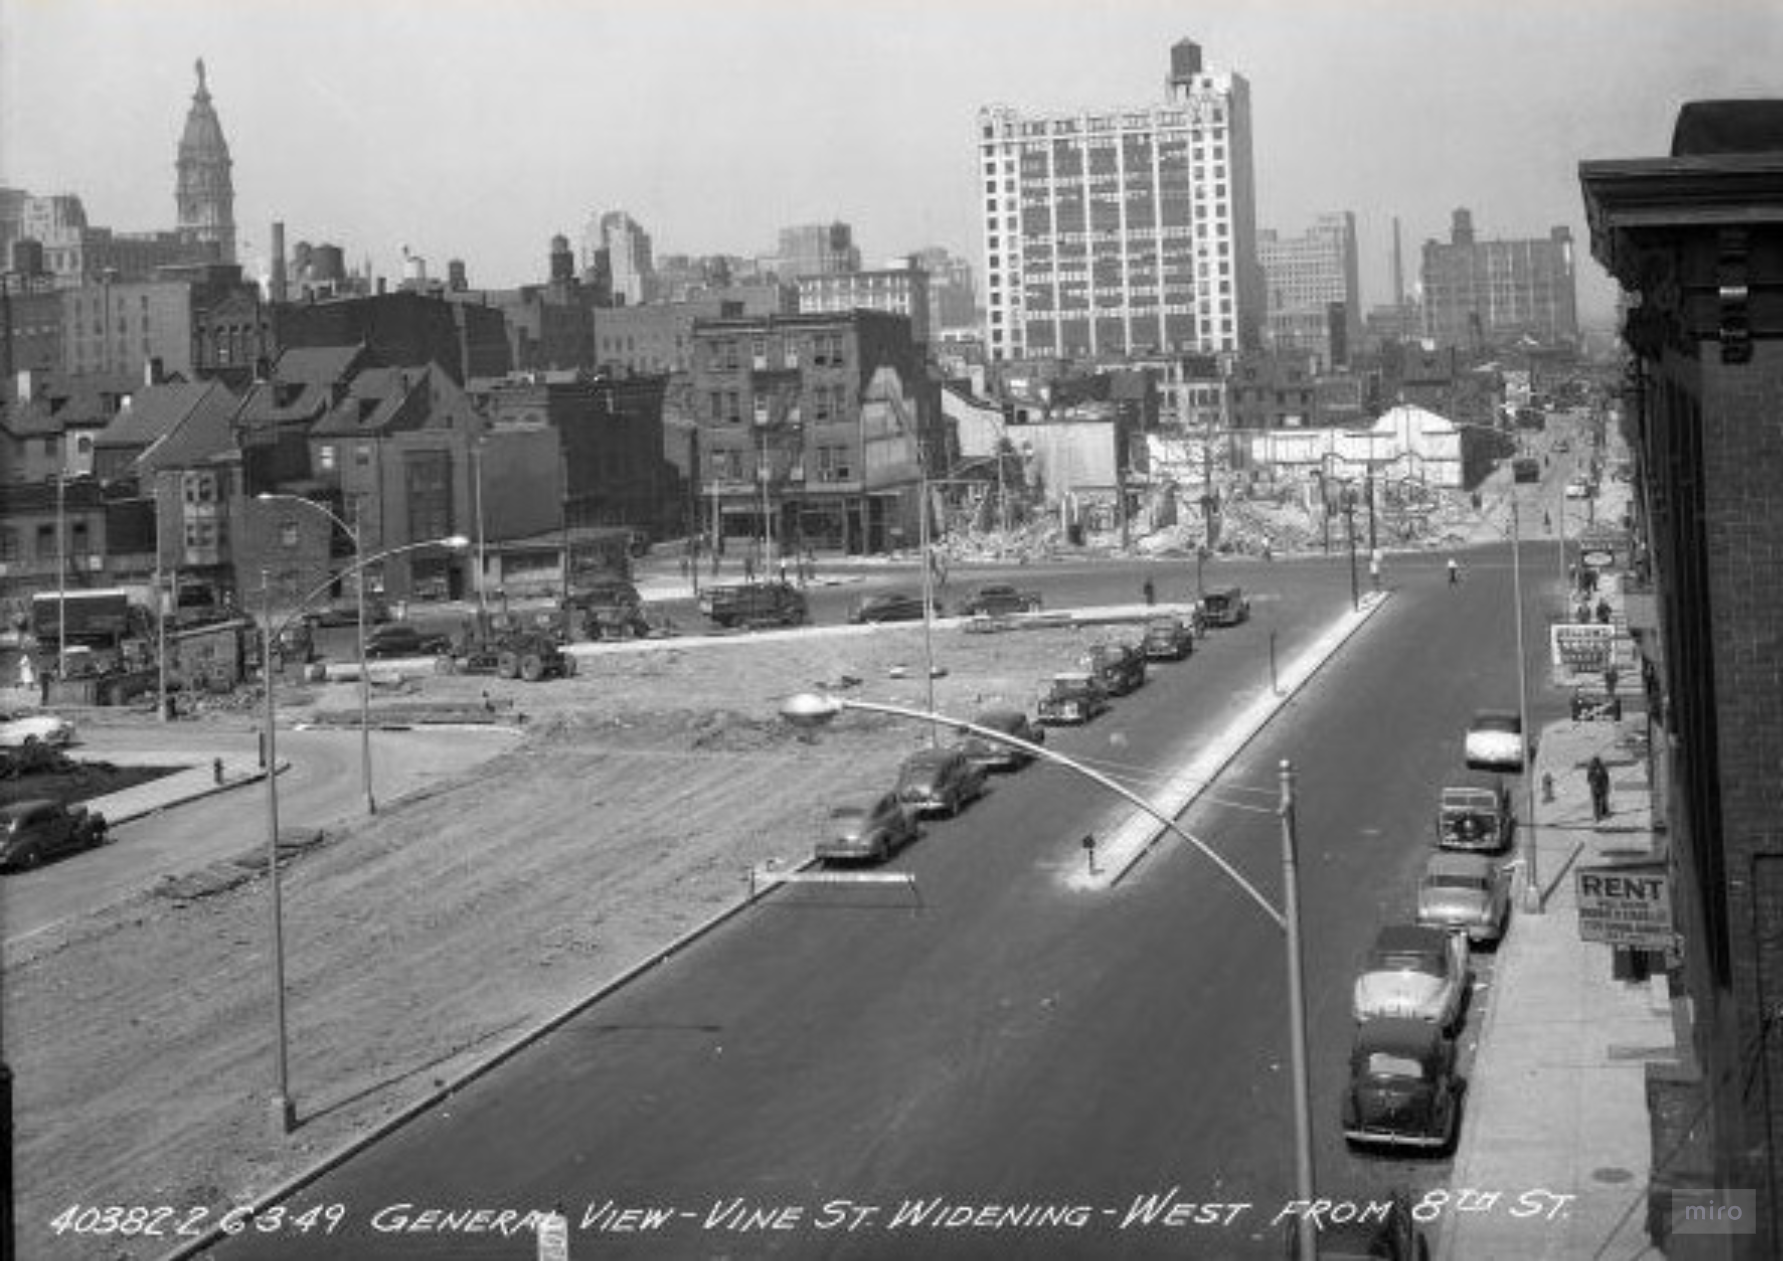 RENT
40382-2 6-3-49 GENERAL VIEW - VINE ST. WIDENING - WEST FROM 8TH ST.
miro